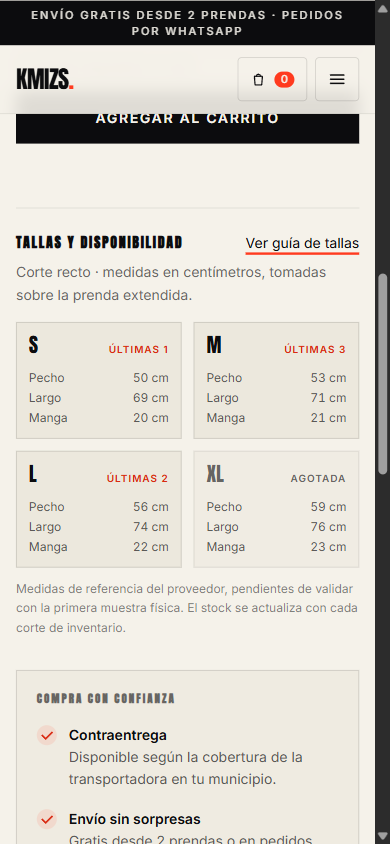 ENVÍO GRATIS DESDE 2 PRENDAS · PEDIDOS
POR WHATSAPP
KMIZS.
0
AGREGAR AL CARRITO
TALLAS Y DISPONIBILIDAD
Ver guía de tallas
Corte recto · medidas en centímetros, tomadas
sobre la prenda extendida.
S ÚLTIMAS 1
Pecho 50 cm
Largo 69 cm
Manga 20 cm
M ÚLTIMAS 3
Pecho 53 cm
Largo 71 cm
Manga 21 cm
L ÚLTIMAS 2
Pecho 56 cm
Largo 74 cm
Manga 22 cm
XL AGOTADA
Pecho 59 cm
Largo 76 cm
Manga 23 cm
Medidas de referencia del proveedor, pendientes de validar
con la primera muestra física. El stock se actualiza con cada
corte de inventario.
COMPRA CON CONFIANZA
Contraentrega
Disponible según la cobertura de la
transportadora en tu municipio.
Envío sin sorpresas
Gratis desde 2 prendas o en pedidos